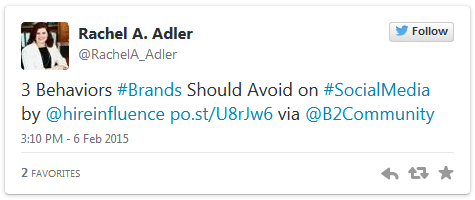 Rachel A. Adler
Follow
@RachelA_Adler
3 Behaviors #Brands Should Avoid on #SocialMedia
by @hireinfluence po.st/U8rJw6 via @B2Community
3:10 PM - 6 Feb 2015
2 FAVORITES